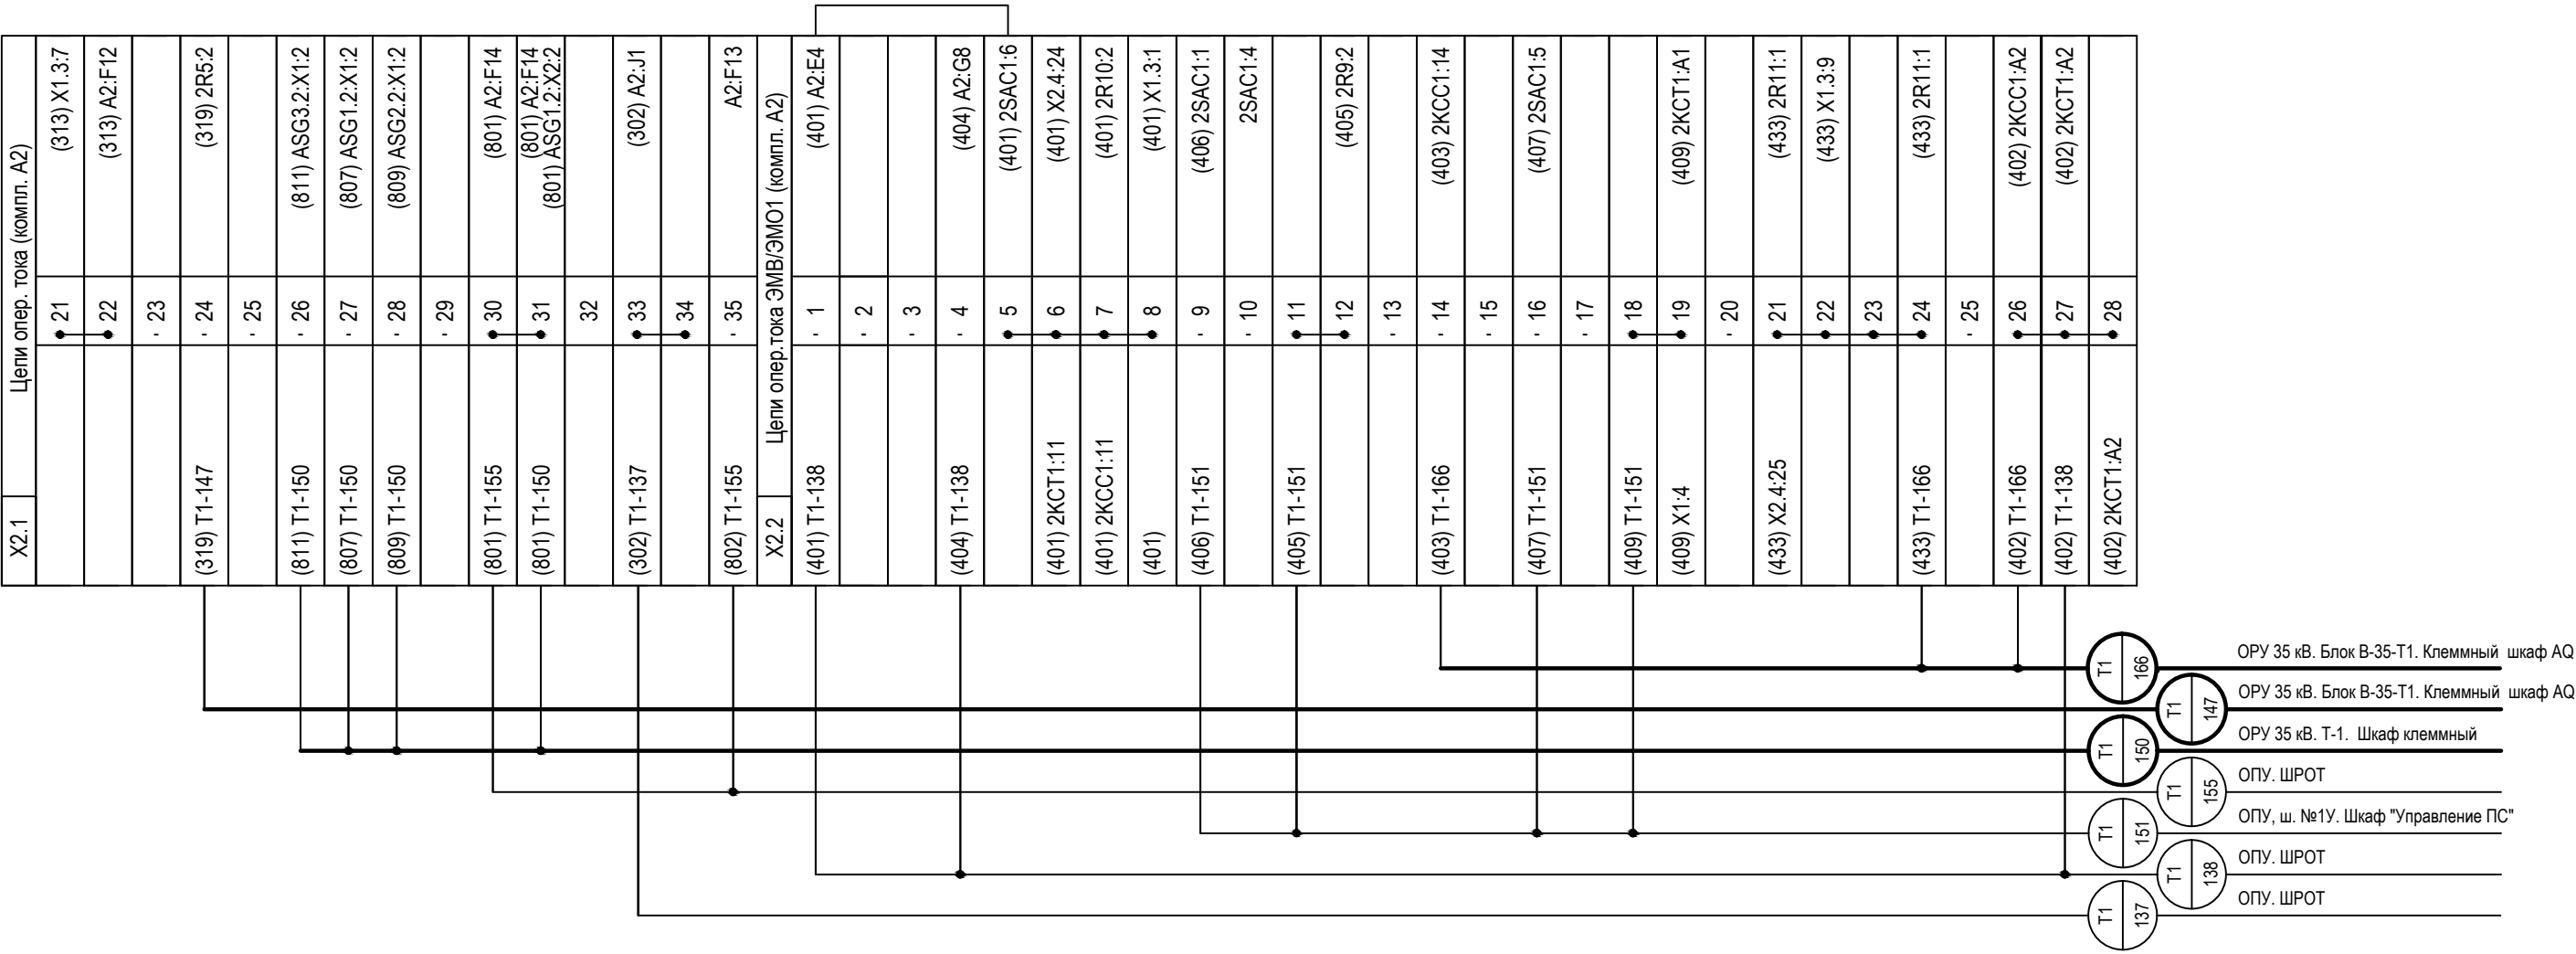 X2.1 Цепи опер. тока (компл. А2)
(313) X1.3:7
21
(313) A2:F12
22
- 23
(319) 2R5:2
- 24
(319) T1-147
- 25
(811) ASG3.2:X1:2
- 26
(811) T1-150
(807) ASG1.2:X1:2
- 27
(807) T1-150
(809) ASG2.2:X1:2
- 28
(809) T1-150
- 29
(801) A2:F14
30
(801) T1-155
(801) A2:F14
(801) ASG1.2:X2:2
31
(801) T1-150
32
(302) A2:J1
33
(302) T1-137
34
A2:F13
- 35
(802) T1-155
X2.2 Цепи опер.тока ЭМВ/ЭМО1 (компл. А2)
(401) A2:E4
- 1
(401) T1-138
- 2
- 3
(404) A2:G8
- 4
(404) T1-138
(401) 2SAC1:6
5
(401) X2.4:24
6
(401) 2KCT1:11
(401) 2R10:2
7
(401) 2KCC1:11
(401) X1.3:1
8
(401)
(406) 2SAC1:1
- 9
(406) T1-151
2SAC1:4
- 10
11
(405) T1-151
(405) 2R9:2
12
- 13
(403) 2KCC1:14
- 14
(403) T1-166
- 15
(407) 2SAC1:5
- 16
(407) T1-151
- 17
18
(409) T1-151
(409) 2KCT1:A1
19
(409) X1:4
- 20
(433) 2R11:1
21
(433) X2.4:25
(433) X1.3:9
22
23
(433) 2R11:1
24
(433) T1-166
- 25
(402) 2KCC1:A2
26
(402) T1-166
(402) 2KCT1:A2
27
(302) T1-138
28
(402) 2KCT1:A2
T1 166 ОРУ 35 кВ. Блок В-35-Т1. Клеммный шкаф AQ
T1 147 ОРУ 35 кВ. Блок В-35-Т1. Клеммный шкаф AQ
T1 150 ОРУ 35 кВ. Т-1. Шкаф клеммный
T1 155 ОПУ. ШРОТ
T1 151 ОПУ, ш. №1У. Шкаф "Управление ПС"
T1 138 ОПУ. ШРОТ
T1 137 ОПУ. ШРОТ